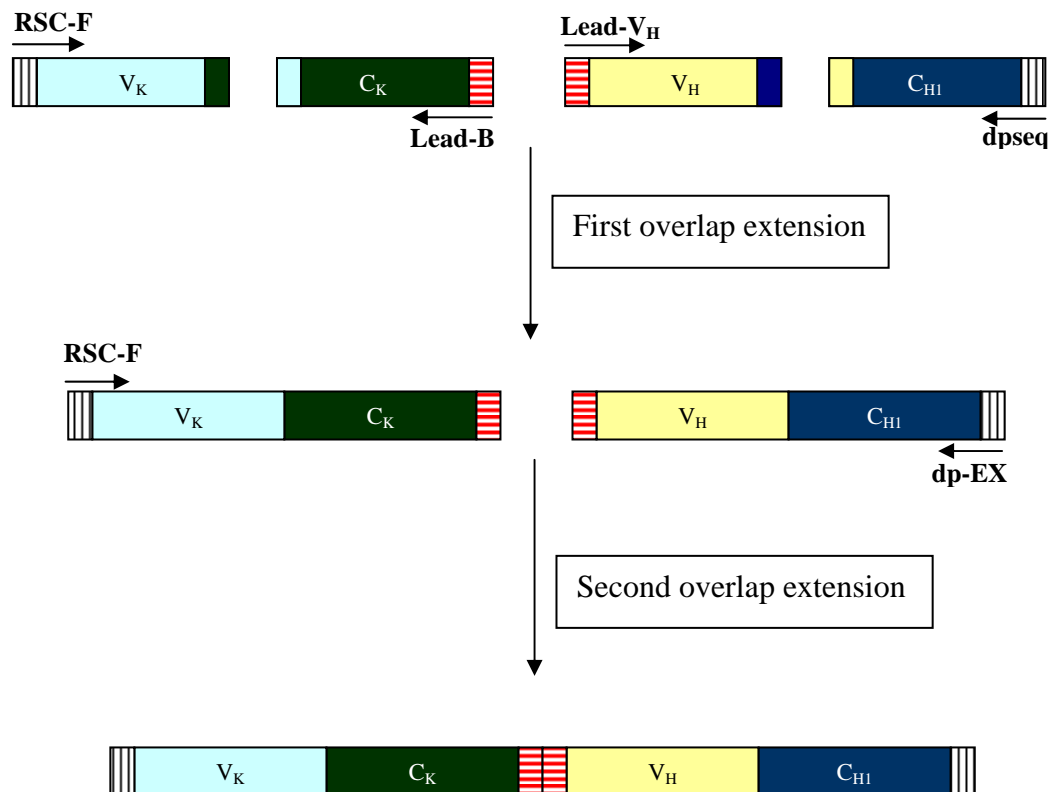 RSC-F Lead-V_H
V_K C_K V_H C_H1
Lead-B dpseq
First overlap extension
RSC-F
V_K C_K V_H C_H1
dp-EX
Second overlap extension
V_K C_K V_H C_H1